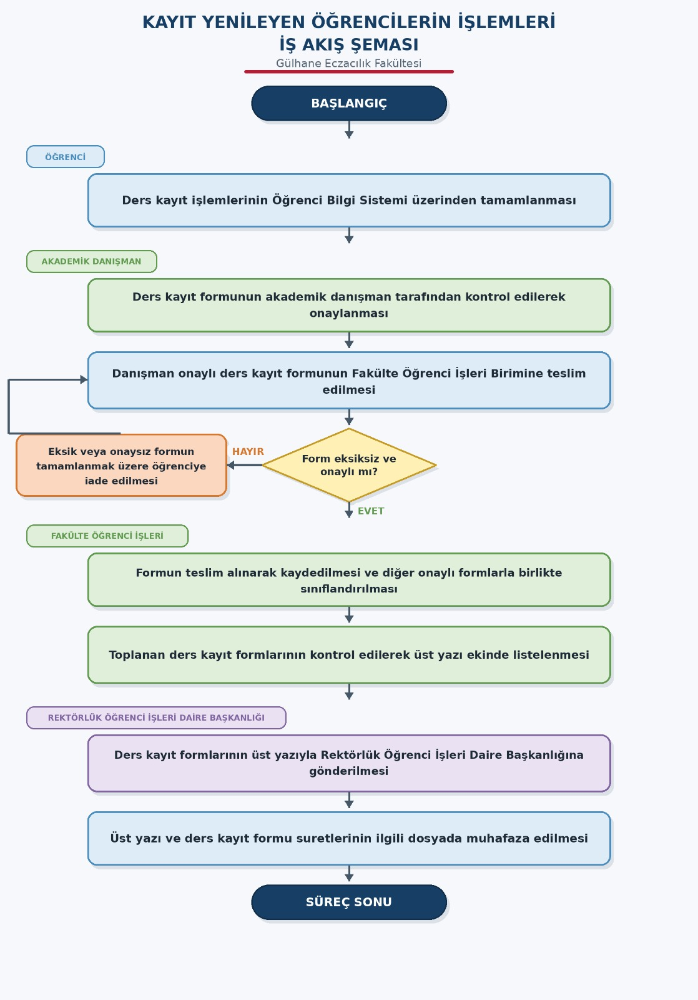 KAYIT YENİLEYEN ÖĞRENCİLERİN İŞLEMLERİ
İŞ AKIŞ ŞEMASI
Gülhane Eczacılık Fakültesi
BAŞLANGIÇ
ÖĞRENCİ
Ders kayıt işlemlerinin Öğrenci Bilgi Sistemi üzerinden tamamlanması
AKADEMİK DANIŞMAN
Ders kayıt formunun akademik danışman tarafından kontrol edilerek
onaylanması
Danışman onaylı ders kayıt formunun Fakülte Öğrenci İşleri Birimine teslim
edilmesi
Eksik veya onaysız formun
tamamlanmak üzere öğrenciye
iade edilmesi
HAYIR
Form eksiksiz ve
onaylı mı?
EVET
FAKÜLTE ÖĞRENCİ İŞLERİ
Formun teslim alınarak kaydedilmesi ve diğer onaylı formlarla birlikte
sınıflandırılması
Toplanan ders kayıt formlarının kontrol edilerek üst yazı ekinde listelenmesi
REKTÖRLÜK ÖĞRENCİ İŞLERİ DAİRE BAŞKANLIĞI
Ders kayıt formlarının üst yazıyla Rektörlük Öğrenci İşleri Daire Başkanlığına
gönderilmesi
Üst yazı ve ders kayıt formu suretlerinin ilgili dosyada muhafaza edilmesi
SÜREÇ SONU